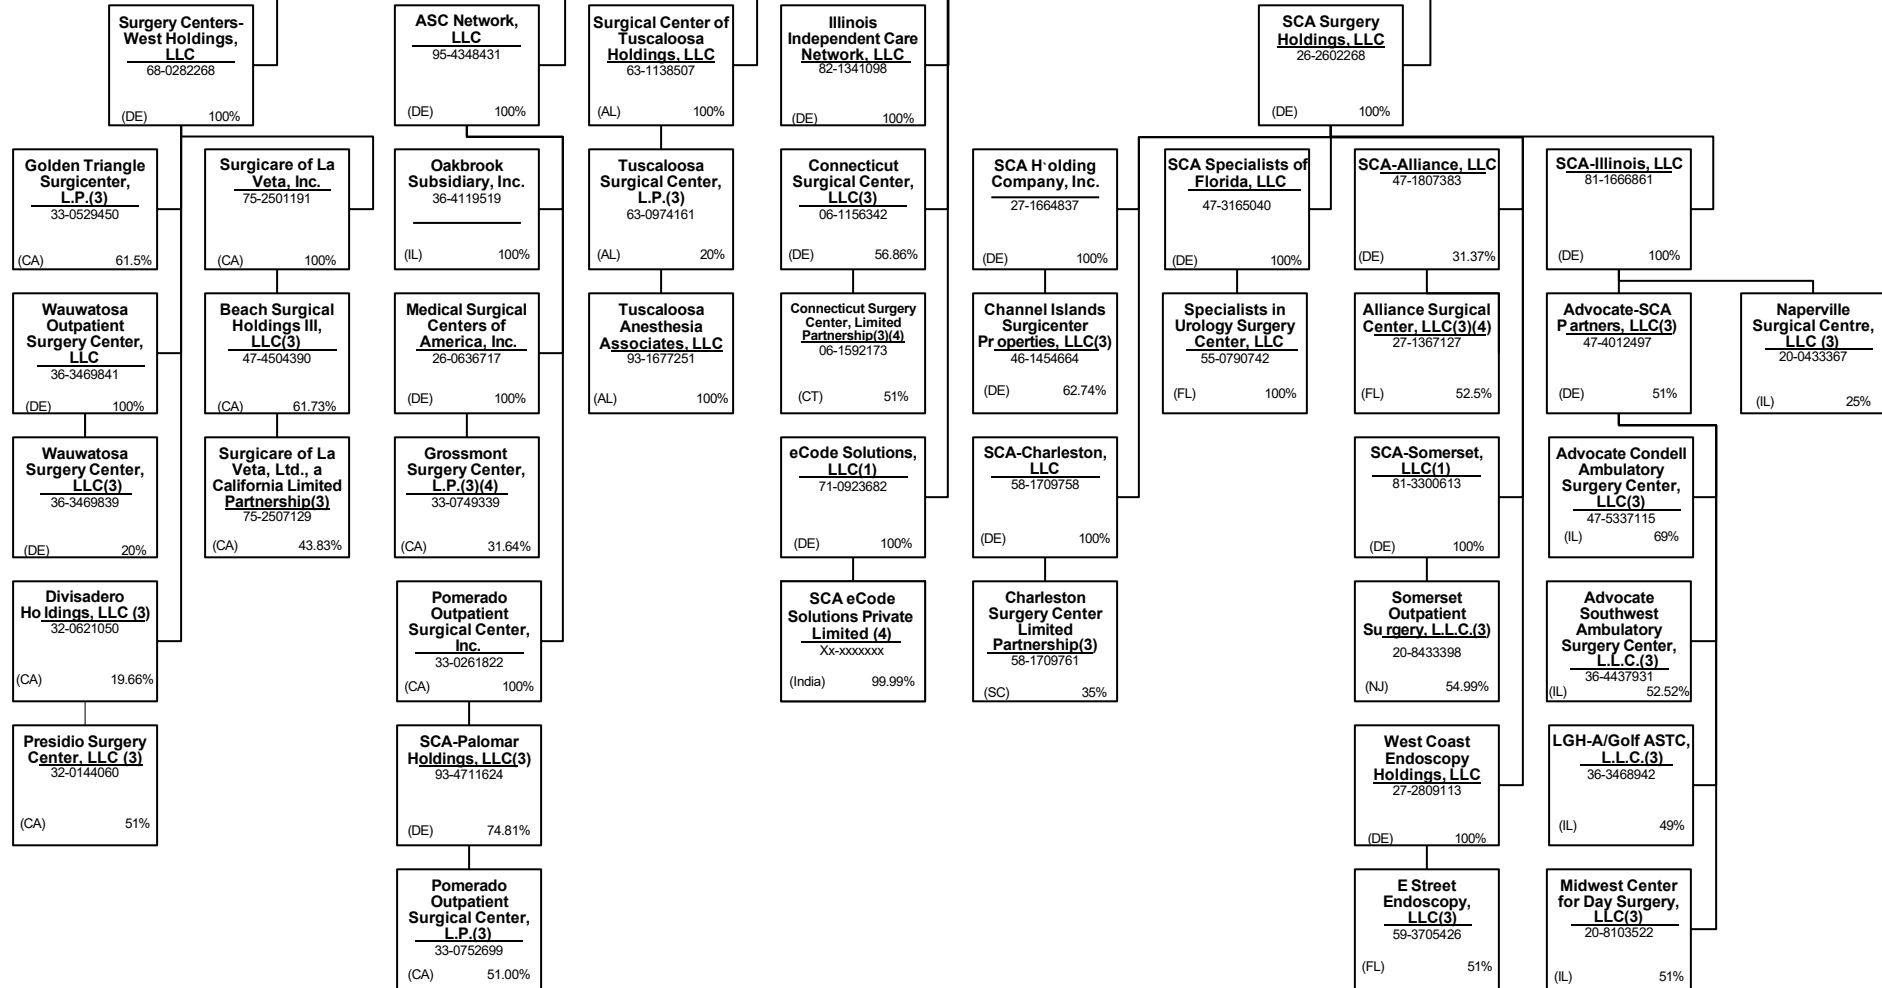 Surgery Centers-
West Holdings,
LLC
68-0282268
(DE) 100%
ASC Network,
LLC
95-4348431
(DE) 100%
Surgical Center of
Tuscaloosa
Holdings, LLC
63-1138507
(AL) 100%
Illinois
Independent Care
Network, LLC
82-1341098
(DE) 100%
SCA Surgery
Holdings, LLC
26-2602268
(DE) 100%
Golden Triangle
Surgicenter,
L.P.(3)
33-0529450
(CA) 61.5%
Surgicare of La
Veta, Inc.
75-2501191
(CA) 100%
Oakbrook
Subsidiary, Inc.
36-4119519
(IL) 100%
Tuscaloosa
Surgical Center,
L.P.(3)
63-0974161
(AL) 20%
Connecticut
Surgical Center,
LLC(3)
06-1156342
(DE) 56.86%
SCA H`olding
Company, Inc.
27-1664837
(DE) 100%
SCA Specialists of
Florida, LLC
47-3165040
(DE) 100%
SCA-Alliance, LLC
47-1807383
(DE) 31.37%
SCA-Illinois, LLC
81-1666861
(DE) 100%
Wauwatosa
Outpatient
Surgery Center,
LLC
36-3469841
(DE) 100%
Beach Surgical
Holdings III,
LLC(3)
47-4504390
(CA) 61.73%
Medical Surgical
Centers of
America, Inc.
26-0636717
(DE) 100%
Tuscaloosa
Anesthesia
Associates, LLC
93-1677251
(AL) 100%
Connecticut Surgery
Center, Limited
Partnership(3)(4)
06-1592173
(CT) 51%
Channel Islands
Surgicenter
Properties, LLC(3)
46-1454664
(DE) 62.74%
Specialists in
Urology Surgery
Center, LLC
55-0790742
(FL) 100%
Alliance Surgical
Center, LLC(3)(4)
27-1367127
(FL) 52.5%
Advocate-SCA
Partners, LLC(3)
47-4012497
(DE) 51%
Naperville
Surgical Centre,
LLC (3)
20-0433367
(IL) 25%
Wauwatosa
Surgery Center,
LLC(3)
36-3469839
(DE) 20%
Surgicare of La
Veta, Ltd., a
California Limited
Partnership(3)
75-2507129
(CA) 43.83%
Grossmont
Surgery Center,
L.P.(3)(4)
33-0749339
(CA) 31.64%
eCode Solutions,
LLC(1)
71-0923682
(DE) 100%
SCA-Charleston,
LLC
58-1709758
(DE) 100%
SCA-Somerset,
LLC(1)
81-3300613
(DE) 100%
Advocate Condell
Ambulatory
Surgery Center,
LLC(3)
47-5337115
(IL) 69%
Divisadero
Holdings, LLC (3)
32-0621050
(CA) 19.66%
Pomerado
Outpatient
Surgical Center,
Inc.
33-0261822
(CA) 100%
SCA eCode
Solutions Private
Limited (4)
Xx-xxxxxxx
(India) 99.99%
Charleston
Surgery Center
Limited
Partnership(3)
58-1709761
(SC) 35%
Somerset
Outpatient
Surgery, L.L.C.(3)
20-8433398
(NJ) 54.99%
Advocate
Southwest
Ambulatory
Surgery Center,
L.L.C.(3)
36-4437931
(IL) 52.52%
Presidio Surgery
Center, LLC (3)
32-0144060
(CA) 51%
SCA-Palomar
Holdings, LLC(3)
93-4711624
(DE) 74.81%
West Coast
Endoscopy
Holdings, LLC
27-2809113
(DE) 100%
LGH-A/Golf ASTC,
L.L.C.(3)
36-3468942
(IL) 49%
Pomerado
Outpatient
Surgical Center,
L.P.(3)
33-0752699
(CA) 51.00%
E Street
Endoscopy,
LLC(3)
59-3705426
(FL) 51%
Midwest Center
for Day Surgery,
LLC(3)
20-8103522
(IL) 51%